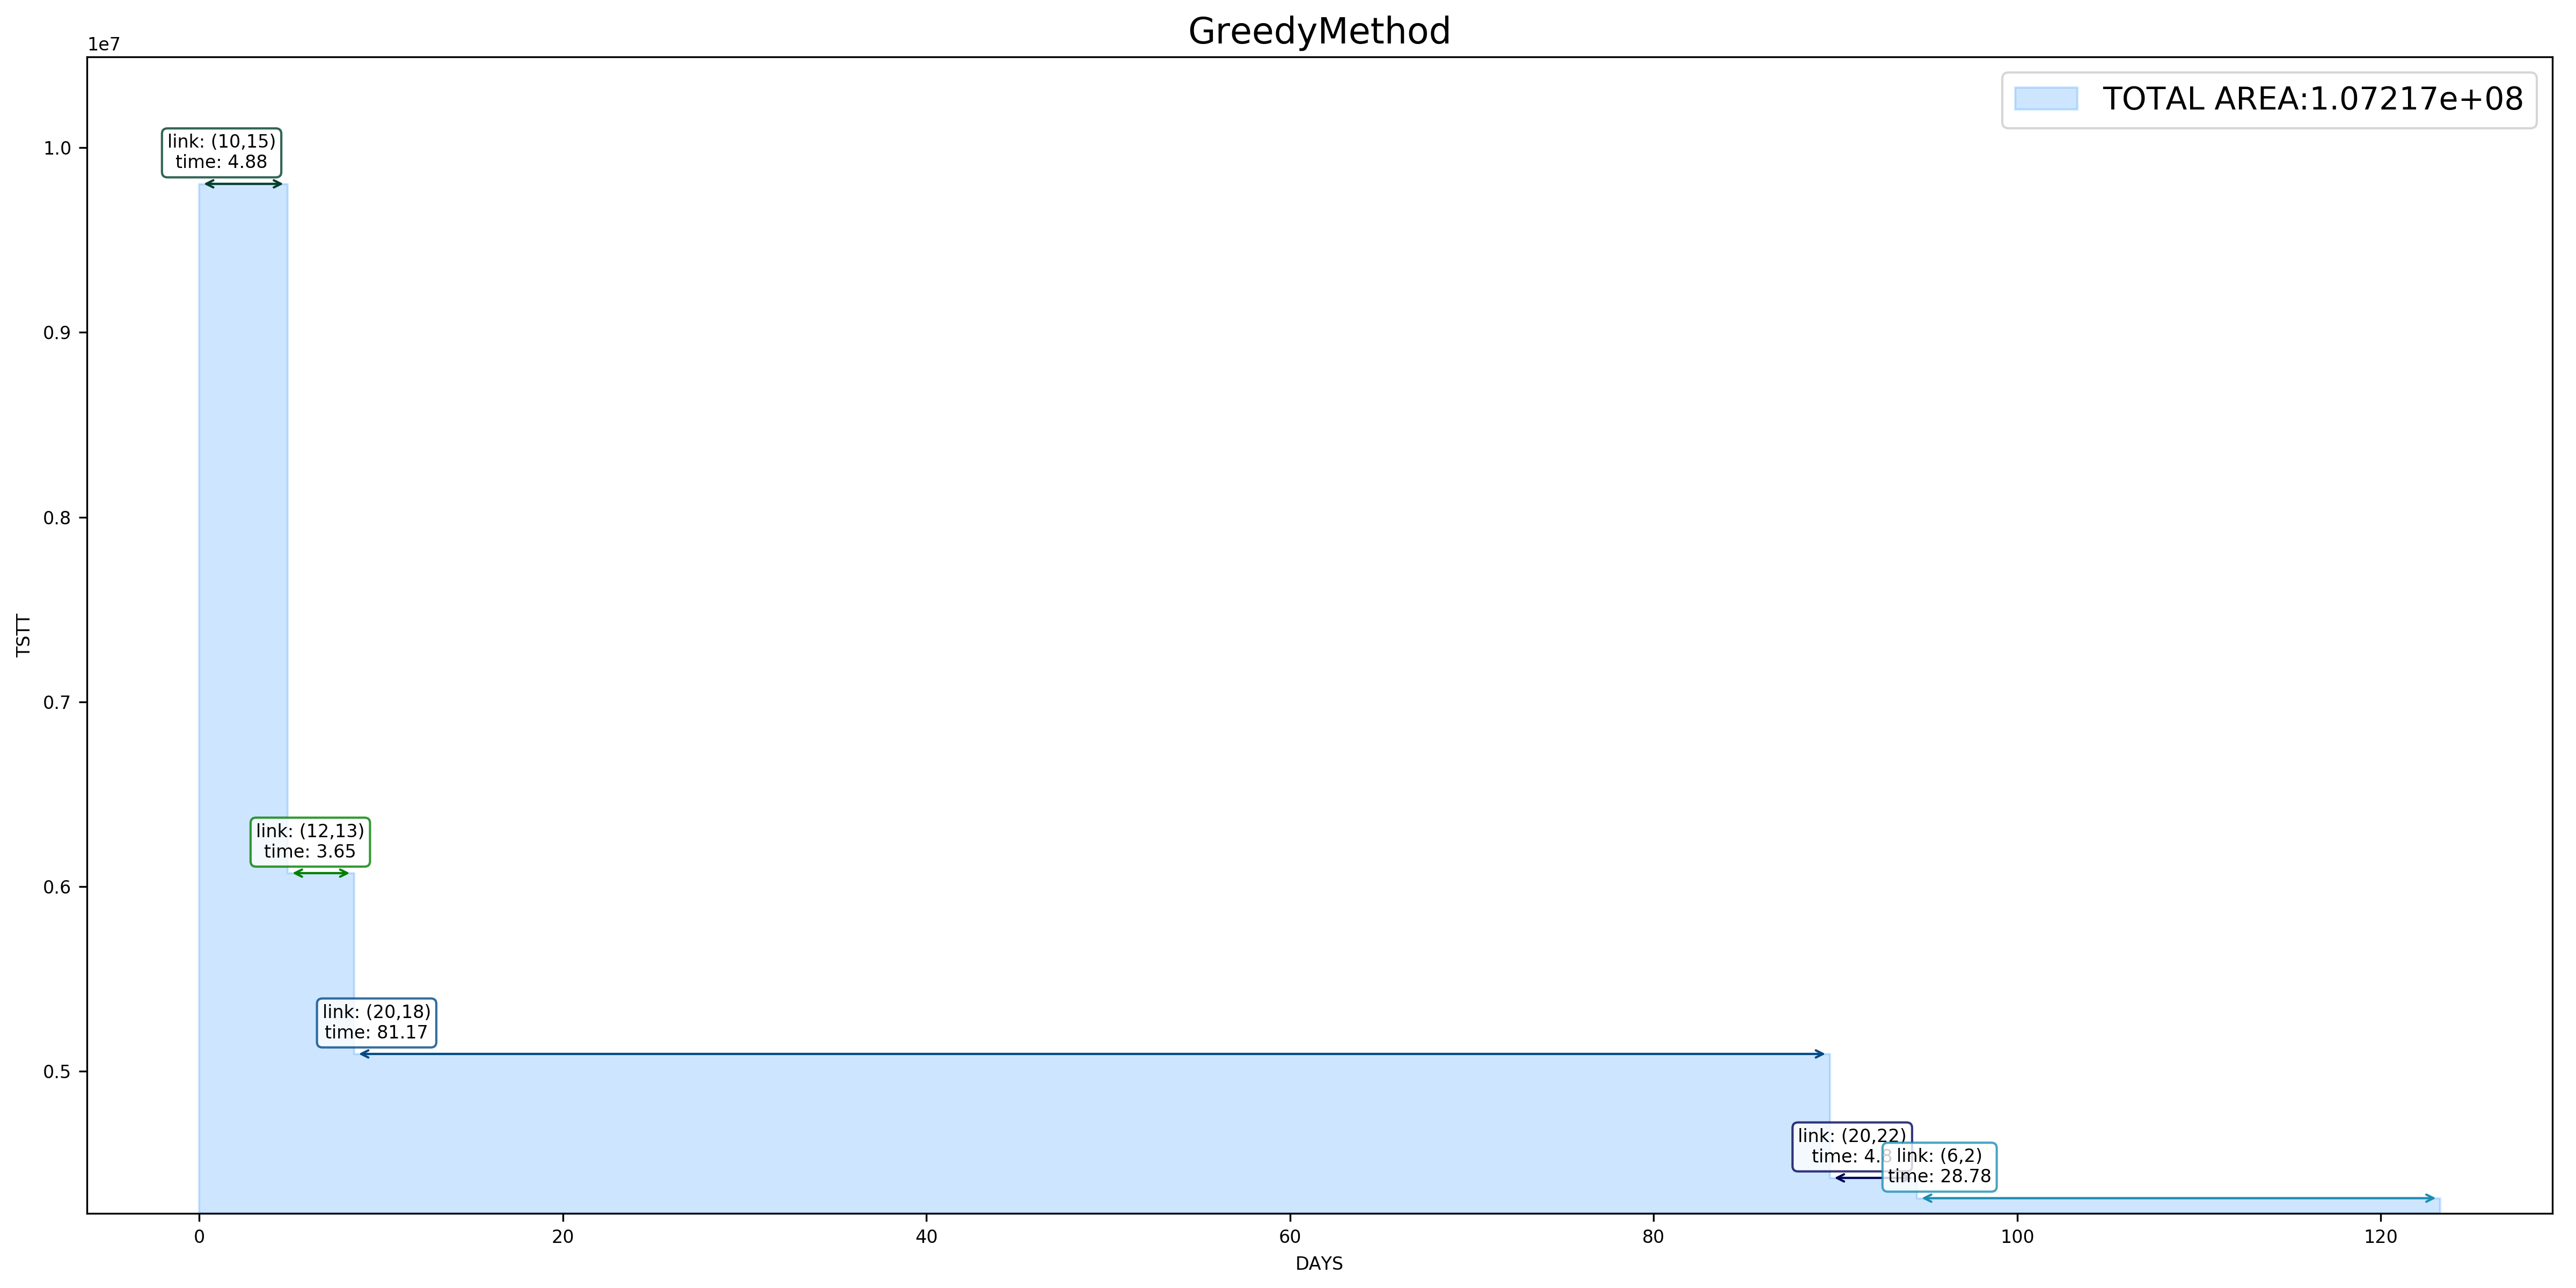 GreedyMethod
1e7
TOTAL AREA:1.07217e+08
link: (10,15)
time: 4.88
1.0
0.9
0.8
0.7
link: (12,13)
time: 3.65
0.6
link: (20,18)
time: 81.17
0.5
link: (20,22)
time:
link: (6,2)
time: 28.78
TSTT
0
20
40
60
80
100
120
DAYS